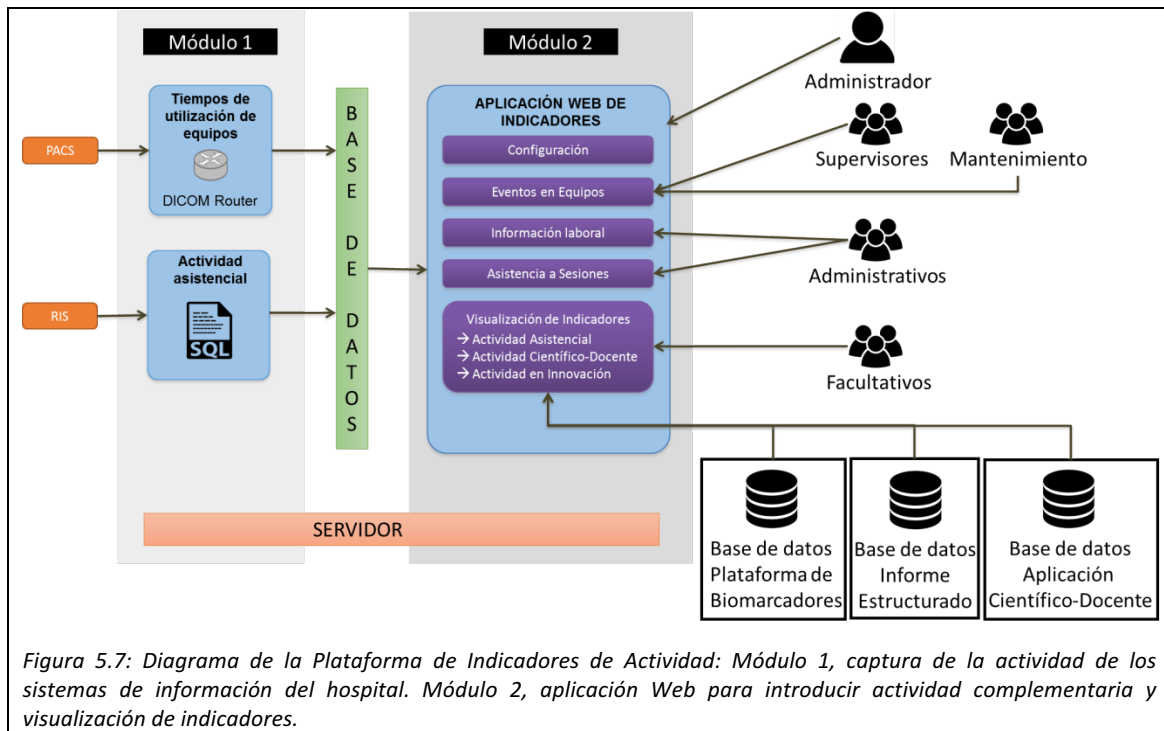 Módulo 1
Módulo 2
Tiempos de
utilización de
equipos
DICOM Router
PACS
Actividad
asistencial
SQL
RIS
BASE DE DATOS
APLICACIÓN WEB DE
INDICADORES
Configuración
Eventos en Equipos
Información laboral
Asistencia a Sesiones
Visualización de Indicadores
→ Actividad Asistencial
→ Actividad Científico-Docente
→ Actividad en Innovación
Administrador
Supervisores
Mantenimiento
Administrativos
Facultativos
SERVIDOR
Base de datos
Plataforma de
Biomarcadores
Base de datos
Informe
Estructurado
Base de datos
Aplicación
Científico-Docente
Figura 5.7: Diagrama de la Plataforma de Indicadores de Actividad: Módulo 1, captura de la actividad de los
sistemas de información del hospital. Módulo 2, aplicación Web para introducir actividad complementaria y
visualización de indicadores.